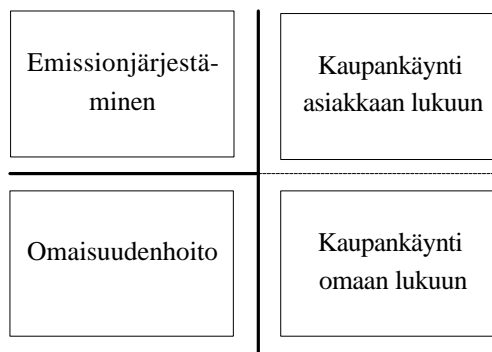 Emissionjärjestä-
minen
Kaupankäynti
asiakkaan lukuun
Omaisuudenhoito
Kaupankäynti
omaan lukuun